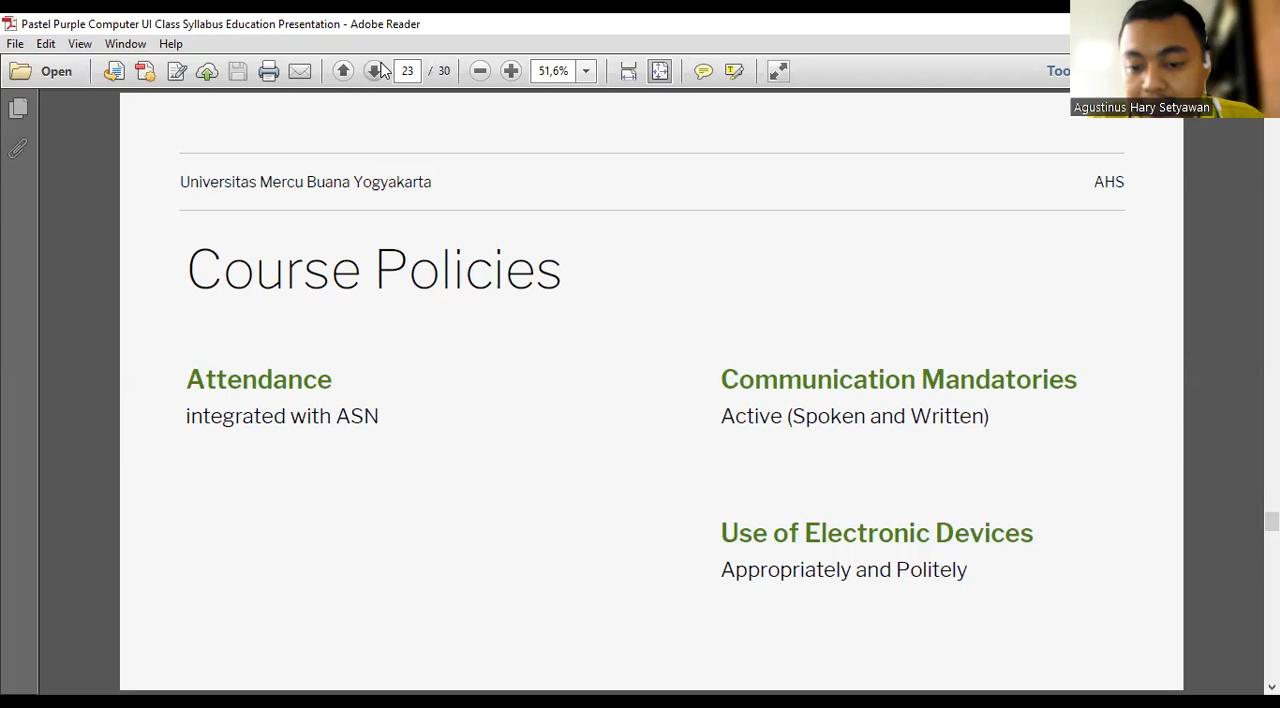 Pastel Purple Computer UI Class Syllabus Education Presentation - Adobe Reader
File Edit View Window Help
Open 23 / 30 51,6% Too
Agustinus Hary Setyawan
Universitas Mercu Buana Yogyakarta AHS
Course Policies
Attendance
integrated with ASN
Communication Mandatories
Active (Spoken and Written)
Use of Electronic Devices
Appropriately and Politely